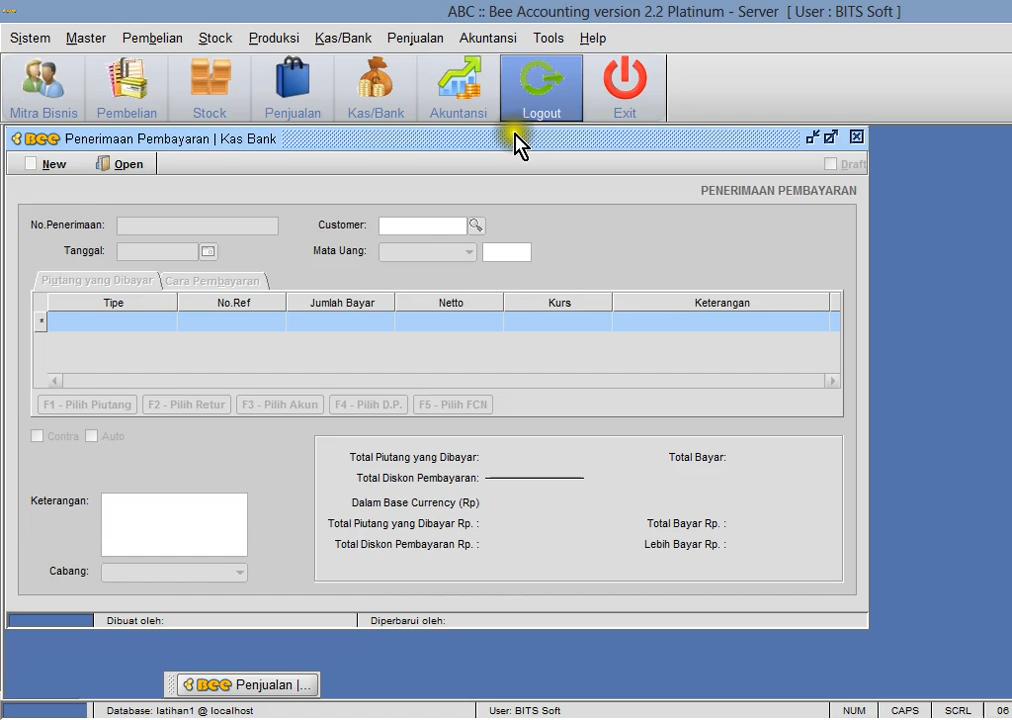 ABC :: Bee Accounting version 2.2 Platinum - Server [ User : BITS Soft ]
Sistem Master Pembelian Stock Produksi Kas/Bank Penjualan Akuntansi Tools Help
Mitra Bisnis Pembelian Stock Penjualan Kas/Bank Akuntansi Logout Exit
Bee Penerimaan Pembayaran | Kas Bank
New Open Draft
PENERIMAAN PEMBAYARAN
No.Penerimaan: Customer:
Tanggal: Mata Uang:
Piutang yang Dibayar Cara Pembayaran
Tipe No.Ref Jumlah Bayar Netto Kurs Keterangan
*
F1 - Pilih Piutang F2 - Pilih Retur F3 - Pilih Akun F4 - Pilih D.P. F5 - Pilih FCN
Contra Auto
Total Piutang yang Dibayar: Total Bayar:
Total Diskon Pembayaran:
Keterangan: Dalam Base Currency (Rp)
Total Piutang yang Dibayar Rp. : Total Bayar Rp. :
Total Diskon Pembayaran Rp. : Lebih Bayar Rp. :
Cabang:
Dibuat oleh: Diperbarui oleh:
Bee Penjualan |...
Database: latihan1 @ localhost User: BITS Soft NUM CAPS SCRL 06